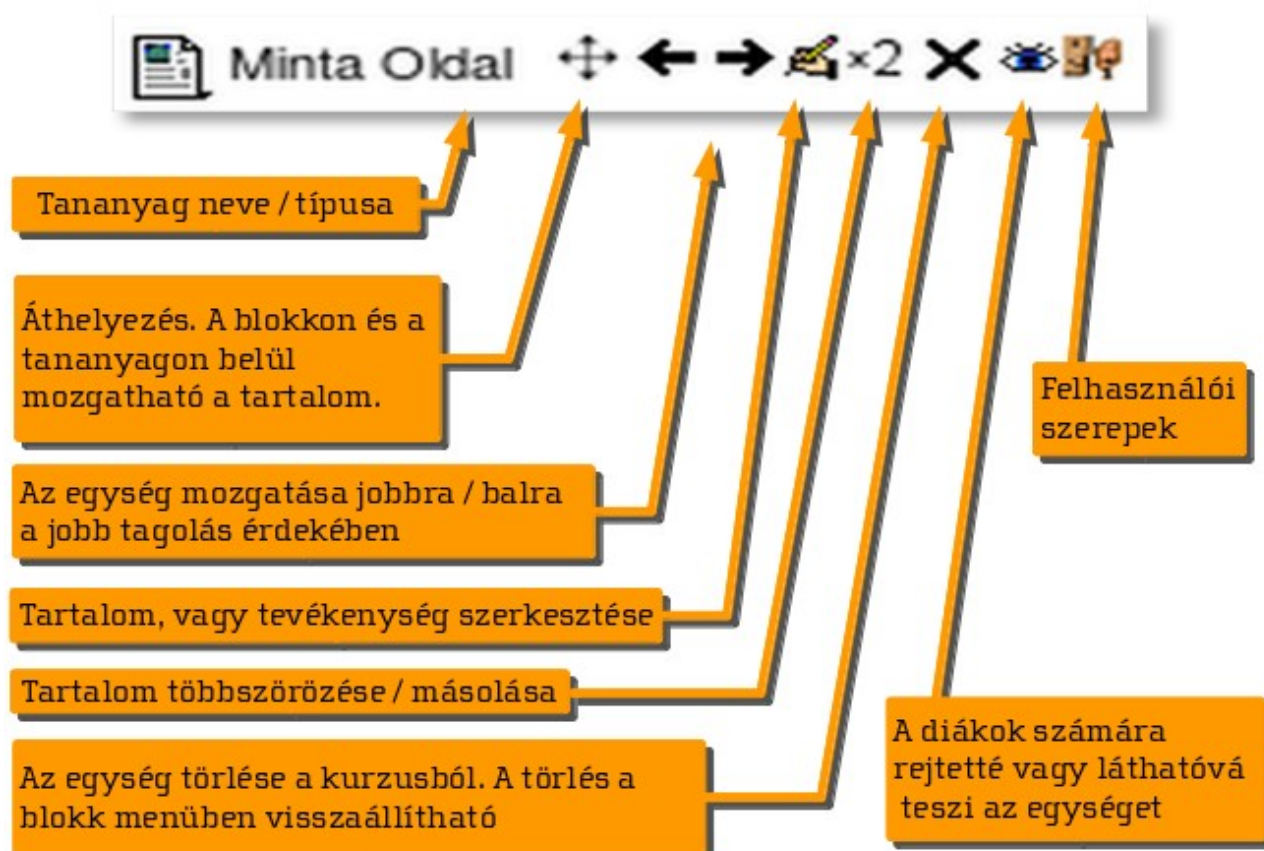 Minta Oldal ×2
Tananyag neve / típusa
Áthelyezés. A blokkon és a
tananyagon belül
mozgatható a tartalom.
Felhasználói
szerepek
Az egység mozgatása jobbra / balra
a jobb tagolás érdekében
Tartalom, vagy tevékenység szerkesztése
Tartalom többszörözése / másolása
Az egység törlése a kurzusból. A törlés a
blokk menüben visszaállítható
A diákok számára
rejtetté vagy láthatóvá
teszi az egységet